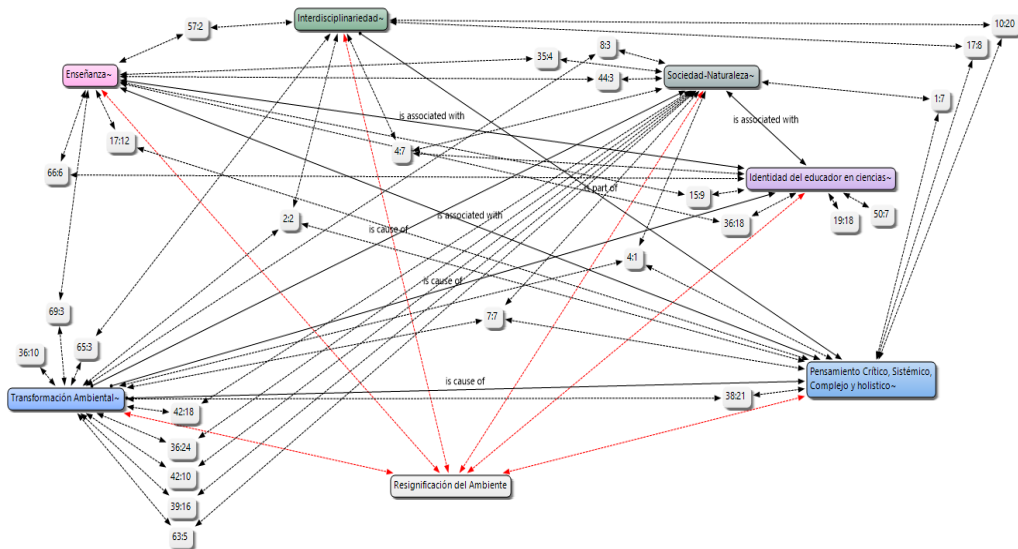 Interdisciplinariedad~
10:20
57:2
17:8
8:3
35:4
Enseñanza~
Sociedad-Naturaleza~
44:3
1:7
is associated with
is associated with
17:12
4:7
66:6
Identidad del educador en ciencias~
is part of
15:9
2:2
is associated with
36:18
19:18
50:7
is cause of
4:1
is cause of
69:3
7:7
36:10
65:3
Pensamiento Crítico, Sistémico,
Complejo y holistico~
is cause of
Transformación Ambiental~
42:18
38:21
36:24
42:10
Resignificación del Ambiente
39:16
63:5